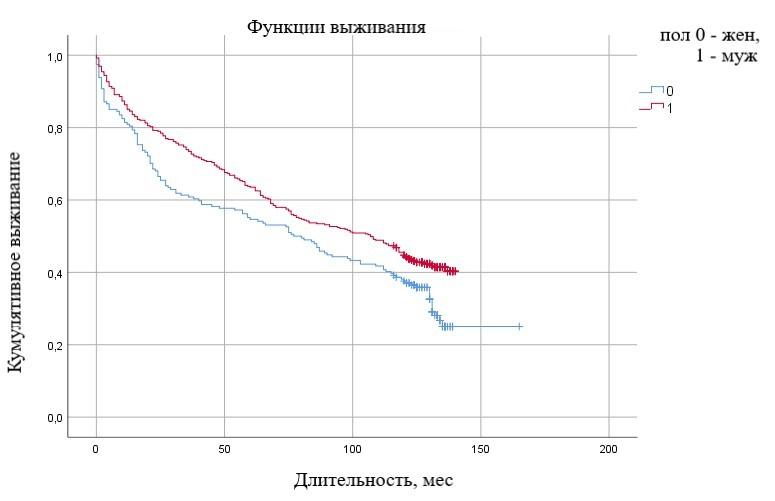 Функции выживания
пол 0 - жен,
1 - муж
0
1
Кумулятивное выживание
1,0
0,8
0,6
0,4
0,2
0,0
0 50 100 150 200
Длительность, мес